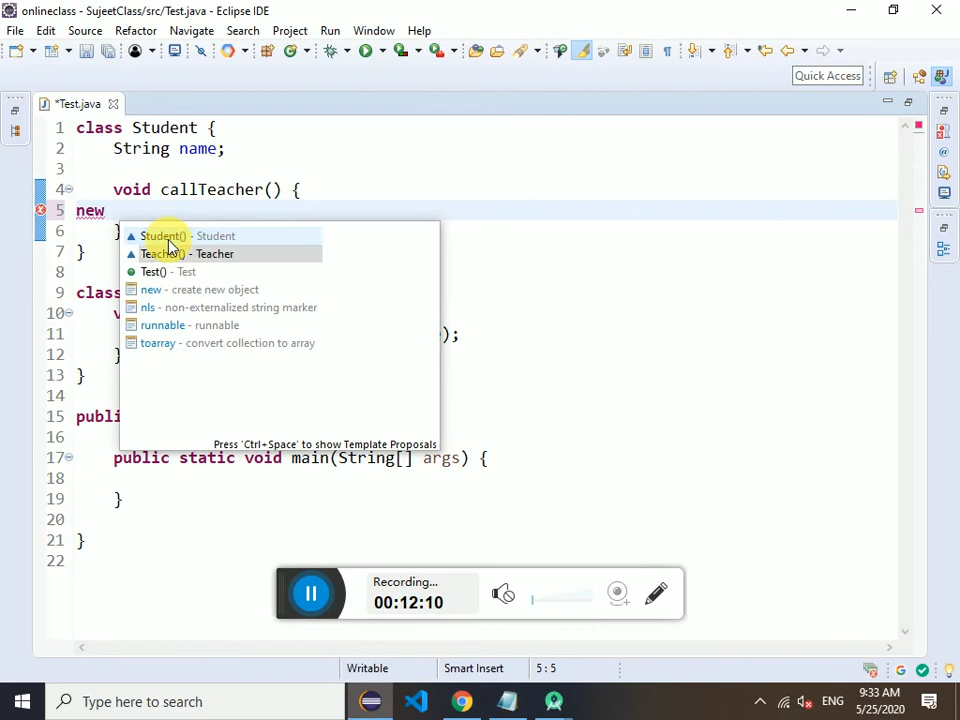 onlineclass - SujeetClass/src/Test.java - Eclipse IDE
File Edit Source Refactor Navigate Search Project Run Window Help
Quick Access
*Test.java
1 class Student {
2 String name;
3
4 void callTeacher() {
5 new
6 }
7 }
8
9 class
10
11 );
12 }
13 }
14
15 publi
16
17 public static void main(String[] args) {
18
19 }
20
21 }
22
Student() - Student
Teacher() - Teacher
Test() - Test
new - create new object
nls - non-externalized string marker
runnable - runnable
toarray - convert collection to array
Press 'Ctrl+Space' to show Template Proposals
Recording...
00:12:10
Writable Smart Insert 5 : 5
Type here to search
ENG
9:33 AM
5/25/2020